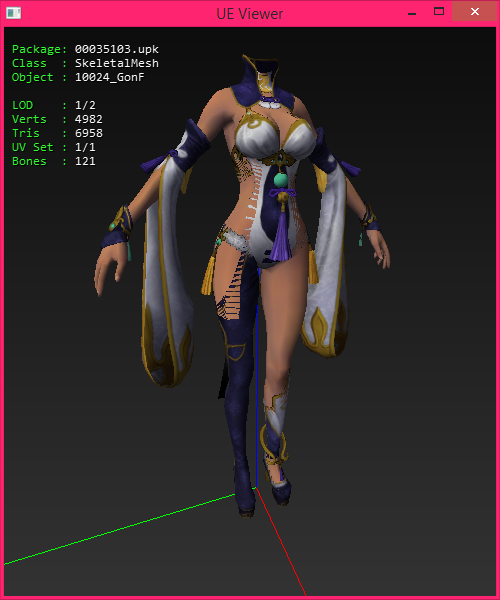 UE Viewer
Package: 00035103.upk
Class  : SkeletalMesh
Object : 10024_GonF
LOD    : 1/2
Verts  : 4982
Tris   : 6958
UV Set : 1/1
Bones  : 121